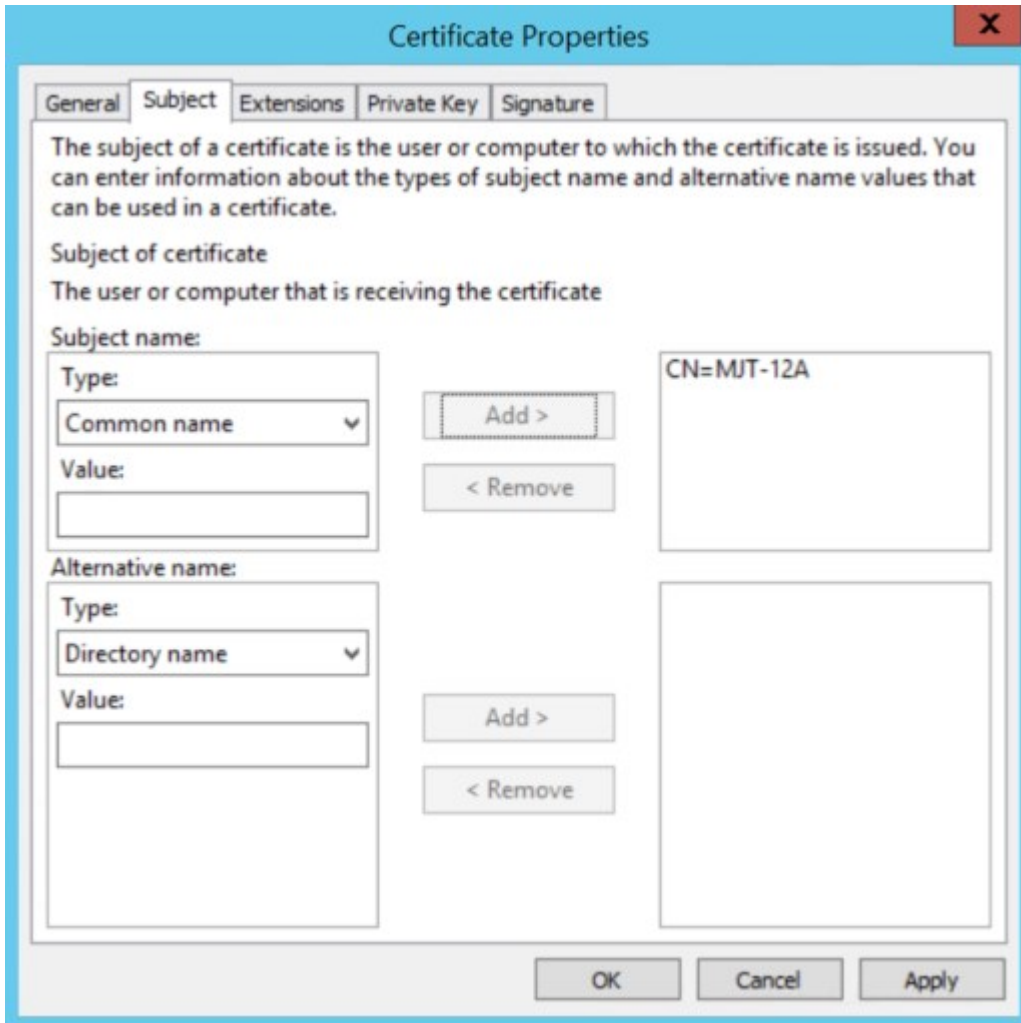 Certificate Properties
X
General Subject Extensions Private Key Signature
The subject of a certificate is the user or computer to which the certificate is issued. You
can enter information about the types of subject name and alternative name values that
can be used in a certificate.
Subject of certificate
The user or computer that is receiving the certificate
Subject name:
Type:
Common name
Value:
Add >
< Remove
CN=MJT-12A
Alternative name:
Type:
Directory name
Value:
Add >
< Remove
OK Cancel Apply